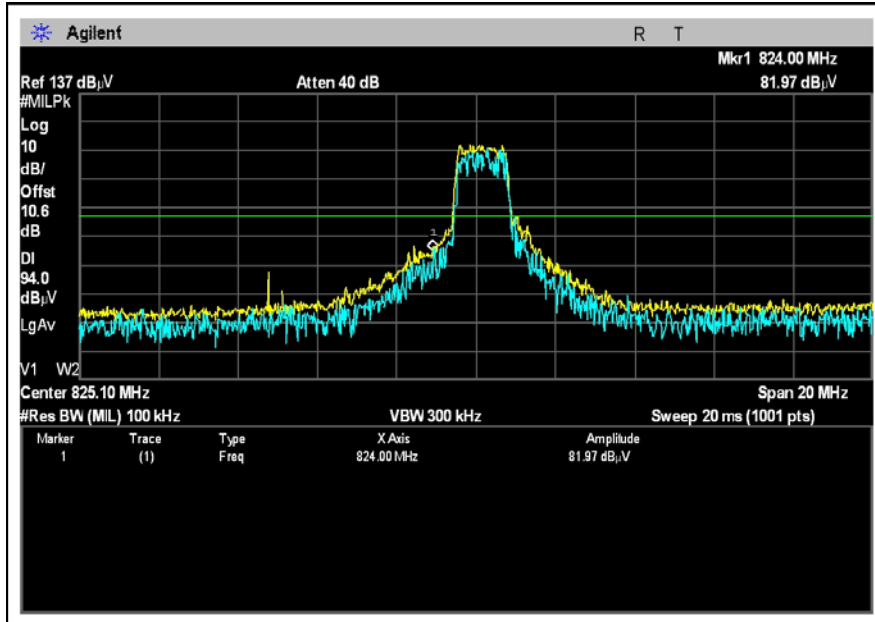 Agilent R T
Mkr1 824.00 MHz
Ref 137 dBµV Atten 40 dB 81.97 dBµV
#MILPk
Log
10
dB/
Offst
10.6
dB
DI
94.0
dBµV
LgAv
V1 W2
1
Center 825.10 MHz Span 20 MHz
#Res BW (MIL) 100 kHz VBW 300 kHz Sweep 20 ms (1001 pts)
Marker Trace Type X Axis Amplitude
1 (1) Freq 824.00 MHz 81.97 dBµV